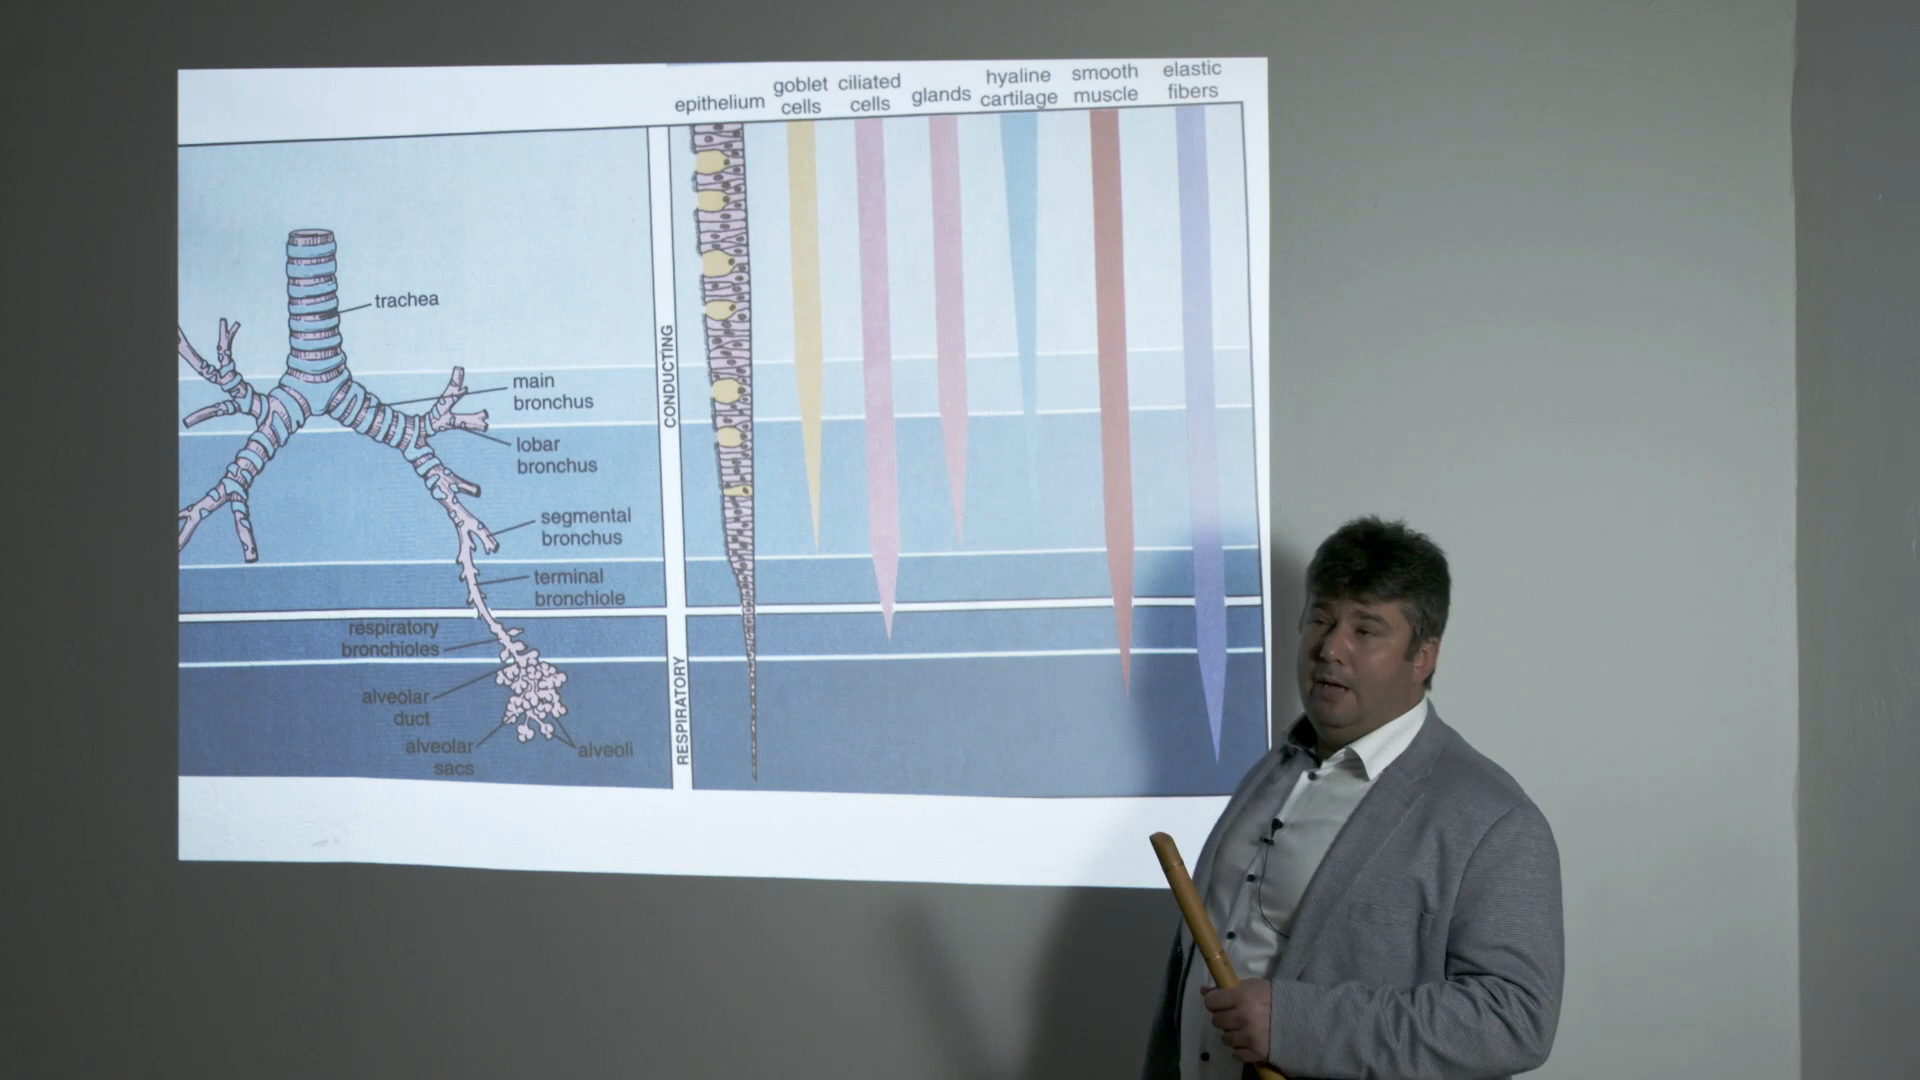 epithelium
goblet
cells
ciliated
cells
glands
hyaline
cartilage
smooth
muscle
elastic
fibers
trachea
main
bronchus
lobar
bronchus
segmental
bronchus
terminal
bronchiole
respiratory
bronchioles
alveolar
duct
alveolar
sacs
alveoli
CONDUCTING
RESPIRATORY